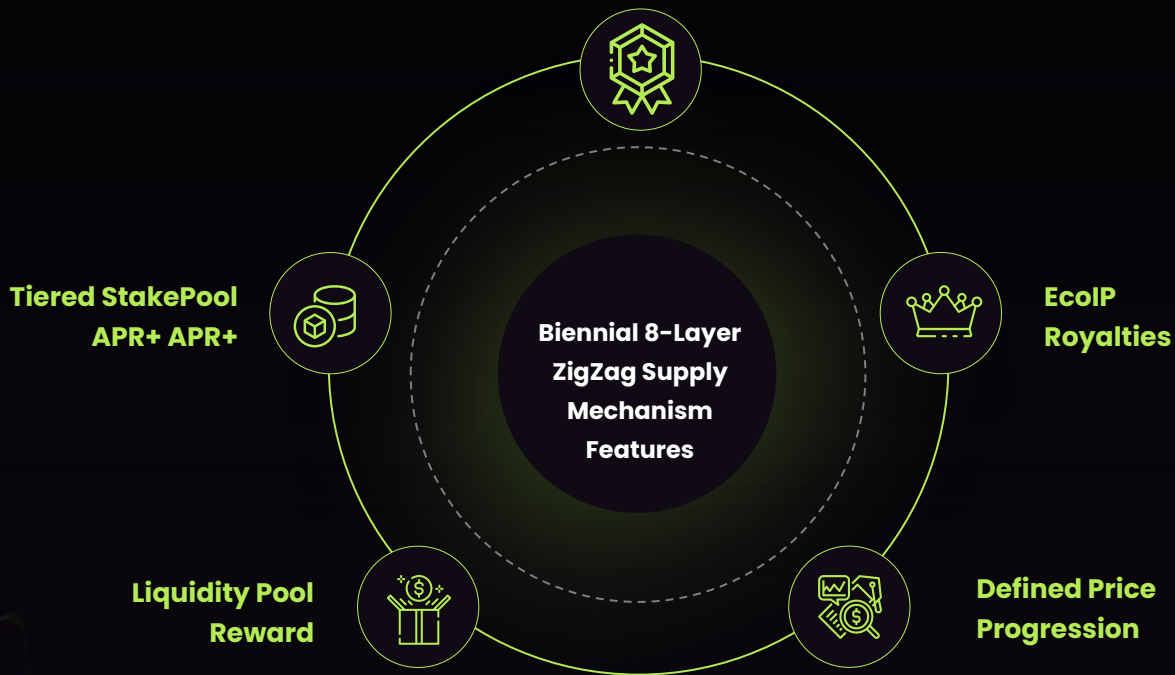 Tiered StakePool
APR+ APR+
EcoIP
Royalties
Biennial 8-Layer
ZigZag Supply
Mechanism
Features
Liquidity Pool
Reward
Defined Price
Progression